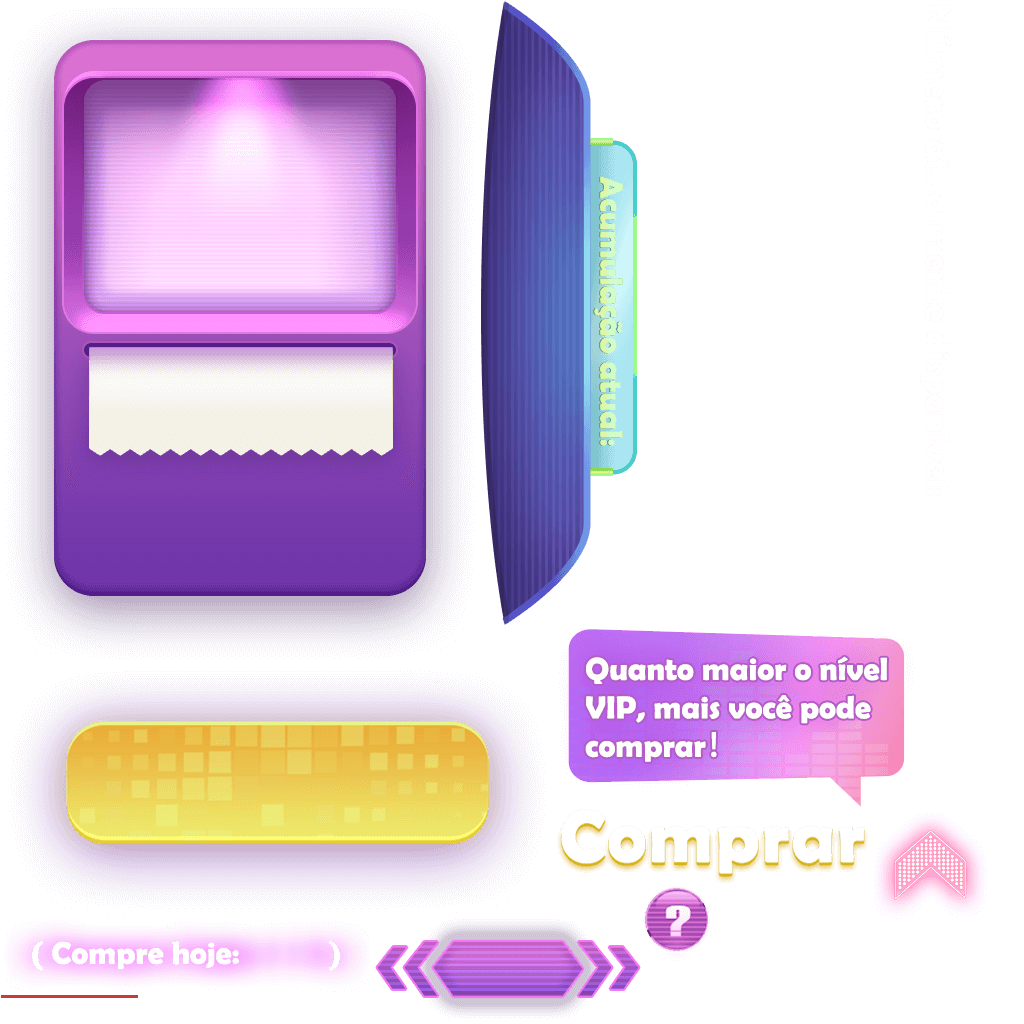 Acumulação atual:
Quanto maior o nível
VIP, mais você pode
comprar!
Comprar
?
( Compre hoje: )